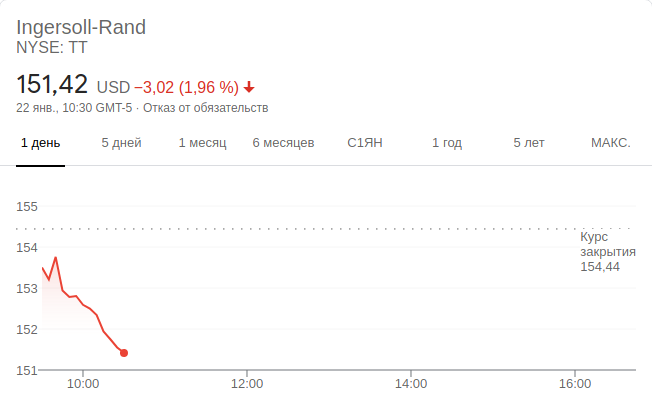 Ingersoll-Rand
NYSE: TT
151,42 USD −3,02 (1,96 %)
22 янв., 10:30 GMT-5 · Отказ от обязательств
1 день 5 дней 1 месяц 6 месяцев С1ЯН 1 год 5 лет МАКС.
155
154
153
152
151
Курс
закрытия
154,44
10:00 12:00 14:00 16:00